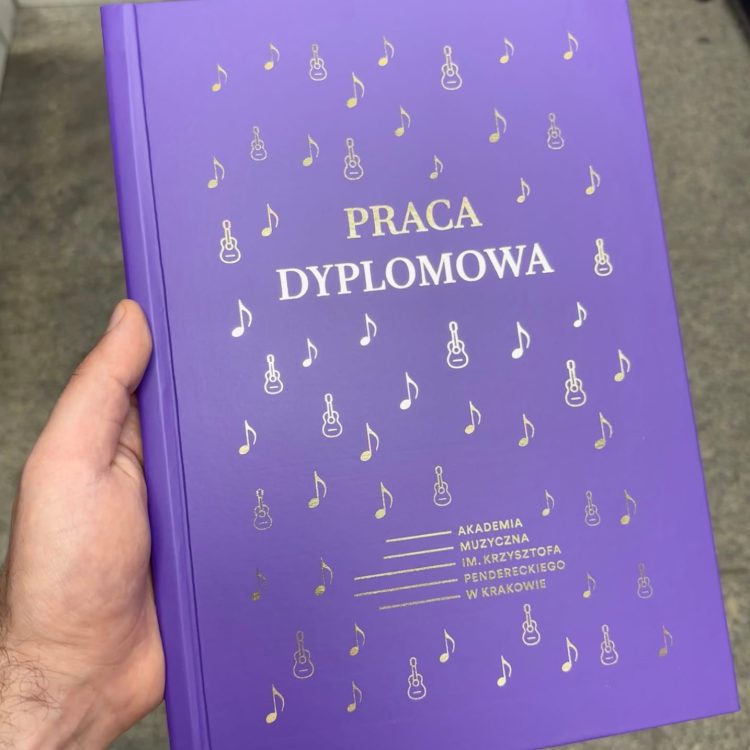 PRACA
DYPLOMOWA
AKADEMIA
MUZYCZNA
IM. KRZYSZTOFA
PENDERECKIEGO
W KRAKOWIE